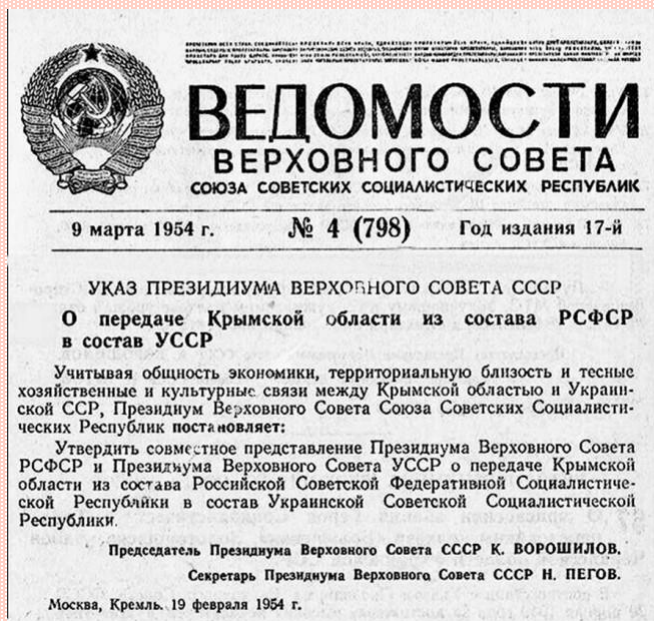 ВЕДОМОСТИ
ВЕРХОВНОГО СОВЕТА
СОЮЗА СОВЕТСКИХ СОЦИАЛИСТИЧЕСКИХ РЕСПУБЛИК
9 марта 1954 г. № 4 (798) Год издания 17-й
УКАЗ ПРЕЗИДИУМА ВЕРХОВНОГО СОВЕТА СССР
О передаче Крымской области из состава РСФСР
в состав УССР
Учитывая общность экономики, территориальную близость и тесные
хозяйственные и культурные связи между Крымской областью и Украин-
ской ССР, Президиум Верховного Совета Союза Советских Социалисти-
ческих Республик постановляет:
Утвердить совместное представление Президиума Верховного Совета
РСФСР и Президиума Верховного Совета УССР о передаче Крымской
области из состава Российской Советской Федеративной Социалистиче-
ской Республики в состав Украинской Советской Социалистической
Республики.
Председатель Президиума Верховного Совета СССР К. ВОРОШИЛОВ.
Секретарь Президиума Верховного Совета СССР Н. ПЕГОВ.
Москва, Кремль. 19 февраля 1954 г.